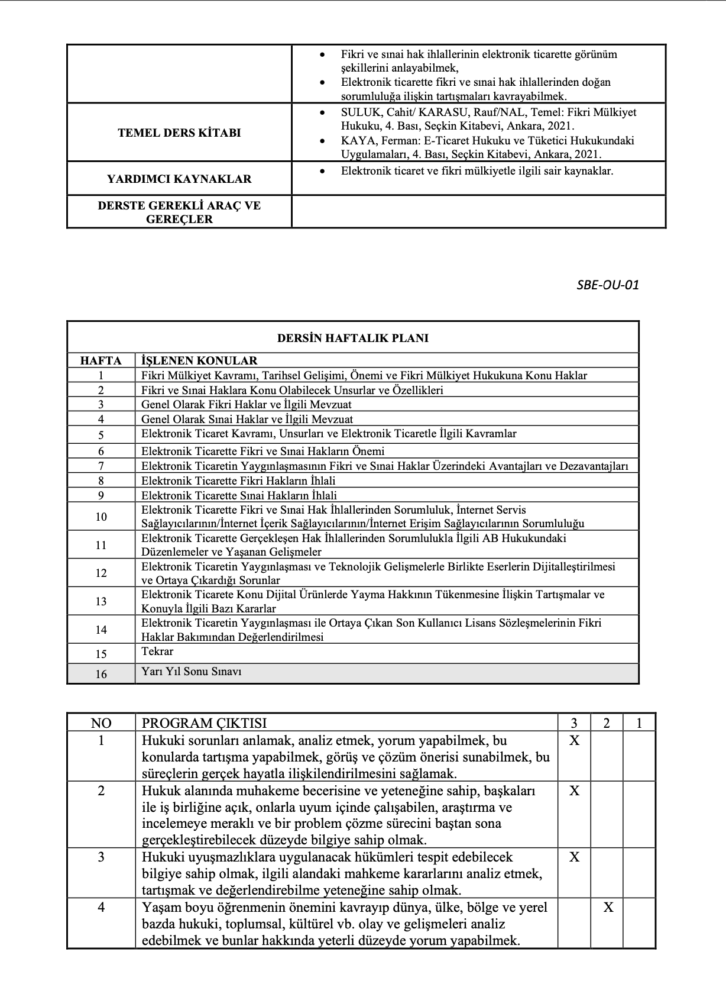 • Fikri ve sınai hak ihlallerinin elektronik ticarette görünüm
şekillerini anlayabilmek,
• Elektronik ticarette fikri ve sınai hak ihlallerinden doğan
sorumluluğa ilişkin tartışmaları kavrayabilmek.
TEMEL DERS KİTABI
• SULUK, Cahit/ KARASU, Rauf/NAL, Temel: Fikri Mülkiyet
Hukuku, 4. Bası, Seçkin Kitabevi, Ankara, 2021.
• KAYA, Ferman: E-Ticaret Hukuku ve Tüketici Hukukundaki
Uygulamaları, 4. Bası, Seçkin Kitabevi, Ankara, 2021.
YARDIMCI KAYNAKLAR
• Elektronik ticaret ve fikri mülkiyetle ilgili sair kaynaklar.
DERSTE GEREKLİ ARAÇ VE
GEREÇLER
SBE-OU-01
DERSİN HAFTALIK PLANI
HAFTA İŞLENEN KONULAR
1 Fikri Mülkiyet Kavramı, Tarihsel Gelişimi, Önemi ve Fikri Mülkiyet Hukukuna Konu Haklar
2 Fikri ve Sınai Haklara Konu Olabilecek Unsurlar ve Özellikleri
3 Genel Olarak Fikri Haklar ve İlgili Mevzuat
4 Genel Olarak Sınai Haklar ve İlgili Mevzuat
5 Elektronik Ticaret Kavramı, Unsurları ve Elektronik Ticaretle İlgili Kavramlar
6 Elektronik Ticarette Fikri ve Sınai Hakların Önemi
7 Elektronik Ticaretin Yaygınlaşmasının Fikri ve Sınai Haklar Üzerindeki Avantajları ve Dezavantajları
8 Elektronik Ticarette Fikri Hakların İhlali
9 Elektronik Ticarette Sınai Hakların İhlali
10 Elektronik Ticarette Fikri ve Sınai Hak İhlallerinden Sorumluluk, İnternet Servis
Sağlayıcılarının/İnternet İçerik Sağlayıcılarının/İnternet Erişim Sağlayıcılarının Sorumluluğu
11 Elektronik Ticarette Gerçekleşen Hak İhlallerinden Sorumlulukla İlgili AB Hukukundaki
Düzenlemeler ve Yaşanan Gelişmeler
12 Elektronik Ticaretin Yaygınlaşması ve Teknolojik Gelişmelerle Birlikte Eserlerin Dijitalleştirilmesi
ve Ortaya Çıkardığı Sorunlar
13 Elektronik Ticarete Konu Dijital Ürünlerde Yayma Hakkının Tükenmesine İlişkin Tartışmalar ve
Konuyla İlgili Bazı Kararlar
14 Elektronik Ticaretin Yaygınlaşması ile Ortaya Çıkan Son Kullanıcı Lisans Sözleşmelerinin Fikri
Haklar Bakımından Değerlendirilmesi
15 Tekrar
16 Yarı Yıl Sonu Sınavı
NO PROGRAM ÇIKTISI 3 2 1
1 Hukuki sorunları anlamak, analiz etmek, yorum yapabilmek, bu X
konularda tartışma yapabilmek, görüş ve çözüm önerisi sunabilmek, bu
süreçlerin gerçek hayatla ilişkilendirilmesini sağlamak.
2 Hukuk alanında muhakeme becerisine ve yeteneğine sahip, başkaları X
ile iş birliğine açık, onlarla uyum içinde çalışabilen, araştırma ve
incelemeye meraklı ve bir problem çözme sürecini baştan sona
gerçekleştirebilecek düzeyde bilgiye sahip olmak.
3 Hukuki uyuşmazlıklara uygulanacak hükümleri tespit edebilecek X
bilgiye sahip olmak, ilgili alandaki mahkeme kararlarını analiz etmek,
tartışmak ve değerlendirebilme yeteneğine sahip olmak.
4 Yaşam boyu öğrenmenin önemini kavrayıp dünya, ülke, bölge ve yerel X
bazda hukuki, toplumsal, kültürel vb. olay ve gelişmeleri analiz
edebilmek ve bunlar hakkında yeterli düzeyde yorum yapabilmek.